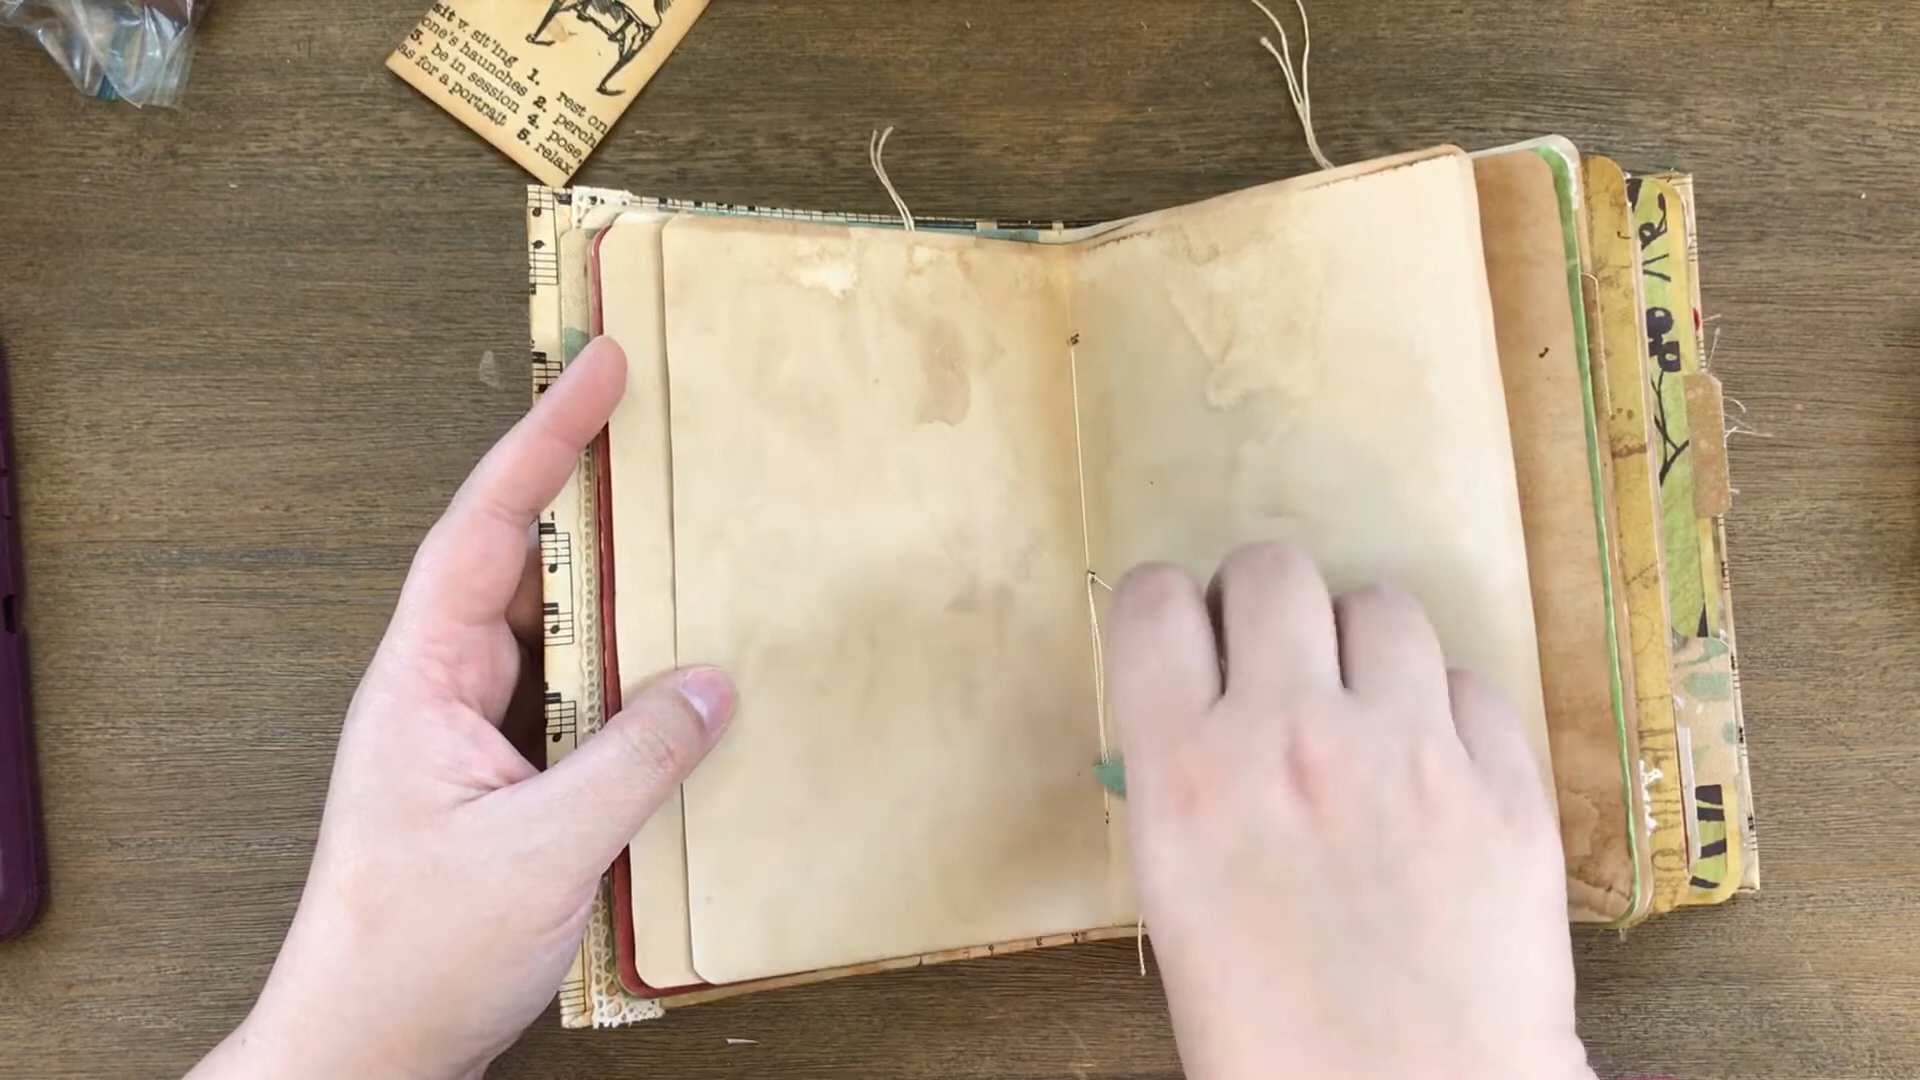 sit v. sit'ing 1. rest on
one's haunches 2. perch,
3. be in session 4. pose,
as for a portrait 5. relax